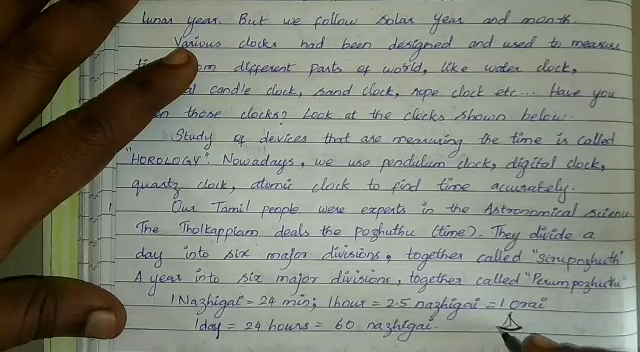 lunar year. But we follow solar year and month.
Various clocks had been designed and used to measure
from different parts of world, like water clock,
candle clock, sand clock, rope clock etc... Have you
those clocks? Look at the clocks shown below.
Study of devices that are measuring the time is called
"HOROLOGY". Nowadays, we use pendulum clock, digital clock,
quartz clock, atomic clock to find time accurately.
Our Tamil people were experts in the Astronomical science
The Tholkappiam deals the pozhuthu (time). They divide a
day into six major divisions, together called "Sirupozhuth"
A year into six major divisions, together called "Perumpozhuthu"
1 Nazhigai = 24 min; 1 hour = 2.5 nazhigai = 1 Orai
1 day = 24 hours = 60 nazhigai.